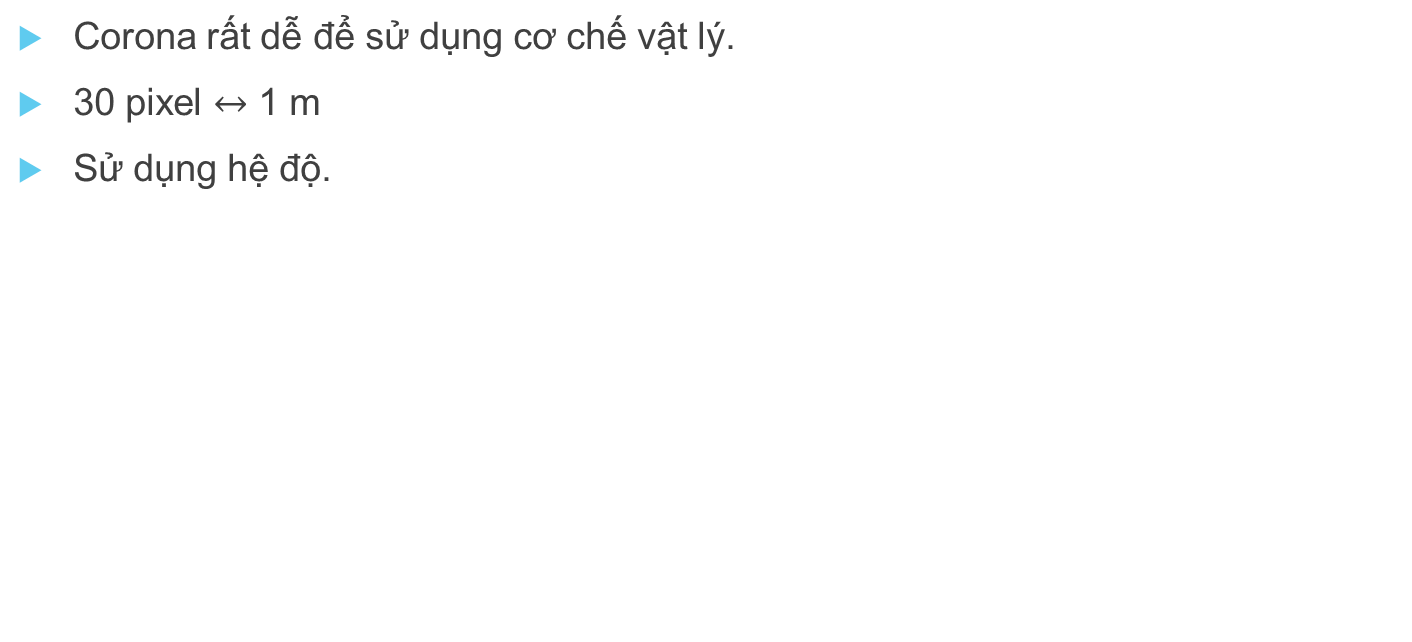 Corona rất dễ để sử dụng cơ chế vật lý.
30 pixel ↔ 1 m
Sử dụng hệ độ.